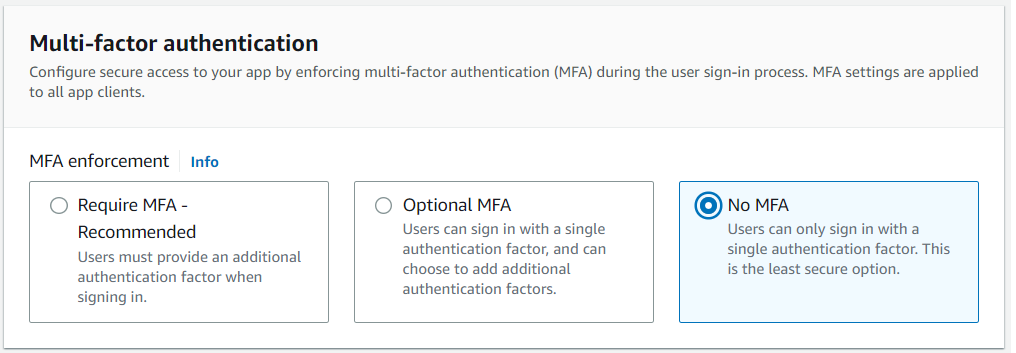 Multi-factor authentication
Configure secure access to your app by enforcing multi-factor authentication (MFA) during the user sign-in process. MFA settings are applied
to all app clients.
MFA enforcement
Info
Require MFA -
Recommended
Users must provide an additional
authentication factor when
signing in.
Optional MFA
Users can sign in with a single
authentication factor, and can
choose to add additional
authentication factors.
No MFA
Users can only sign in with a
single authentication factor. This
is the least secure option.